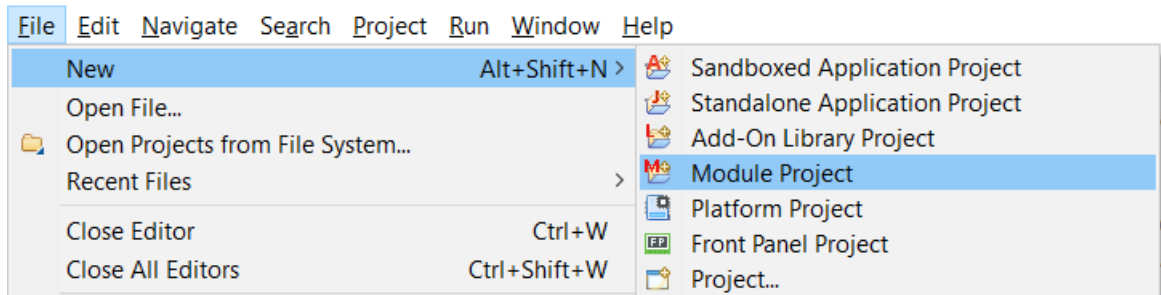 File Edit Navigate Search Project Run Window Help
New Alt+Shift+N >
Open File...
Open Projects from File System...
Recent Files >
Close Editor Ctrl+W
Close All Editors Ctrl+Shift+W
Sandboxed Application Project
Standalone Application Project
Add-On Library Project
Module Project
Platform Project
Front Panel Project
Project...